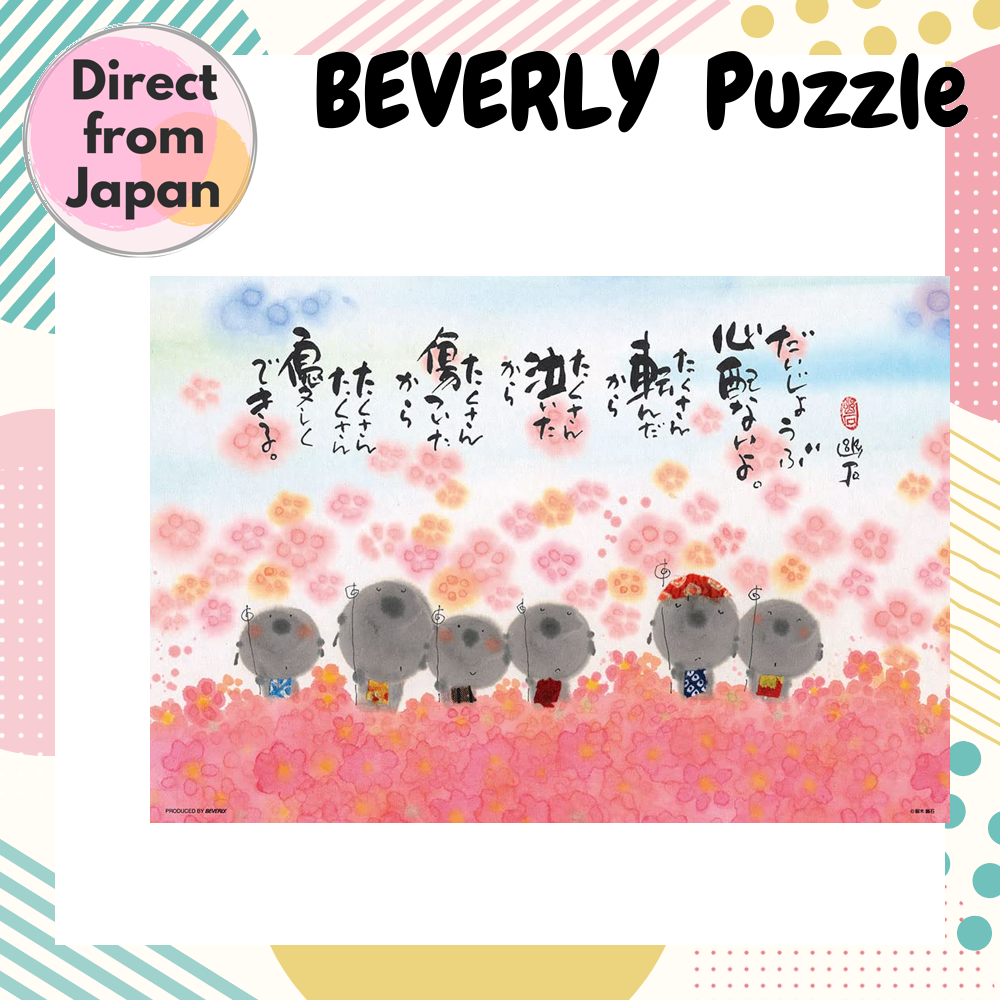 Direct
from
Japan
BEVERLY Puzzle
だいじょうぶ
心配ないよ。
たくさん
転んだ
から
たくさん
泣いた
から
たくさん
傷ついた
から
たくさん
たくさん
優しく
できる。
PRODUCED BY BEVERLY